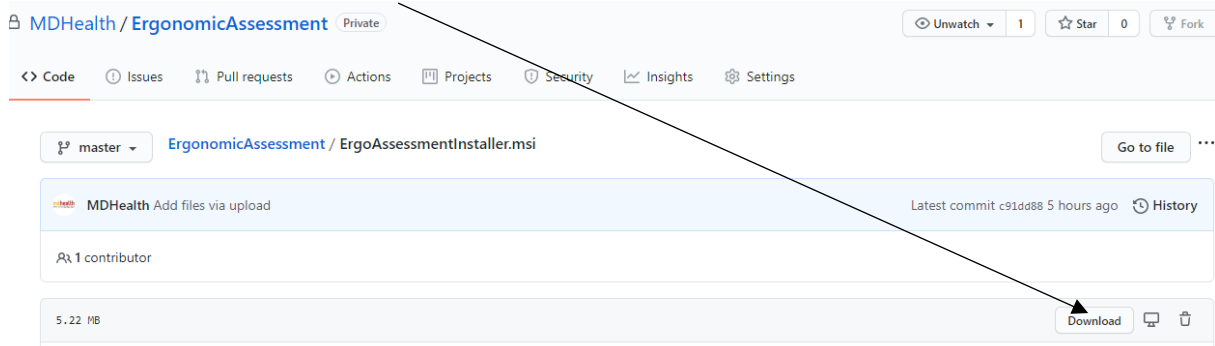 MDHealth / ErgonomicAssessment Private Unwatch 1 Star 0 Fork
Code Issues Pull requests Actions Projects Security Insights Settings
master ErgonomicAssessment / ErgoAssessmentInstaller.msi Go to file ...
MDHealth Add files via upload Latest commit c91dd88 5 hours ago History
1 contributor
5.22 MB Download